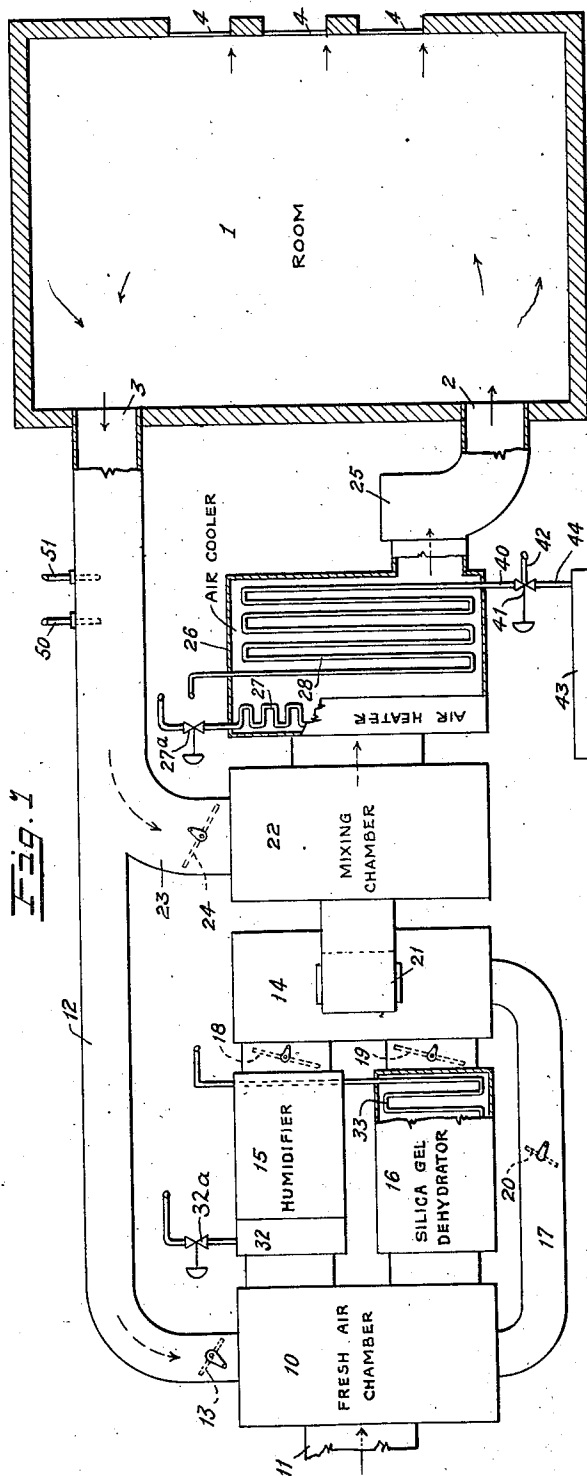 Fig. 1
12
50
51
3
4
4
4
1
ROOM
2
25
AIR COOLER
26
27
27a
28
AIR HEATER
40
41
42
43
44
23
24
22
MIXING CHAMBER
14
21
18
19
20
17
15
HUMIDIFIER
32
32a
33
16
SILICA GEL
DEHYDRATOR
13
10
FRESH AIR
CHAMBER
11